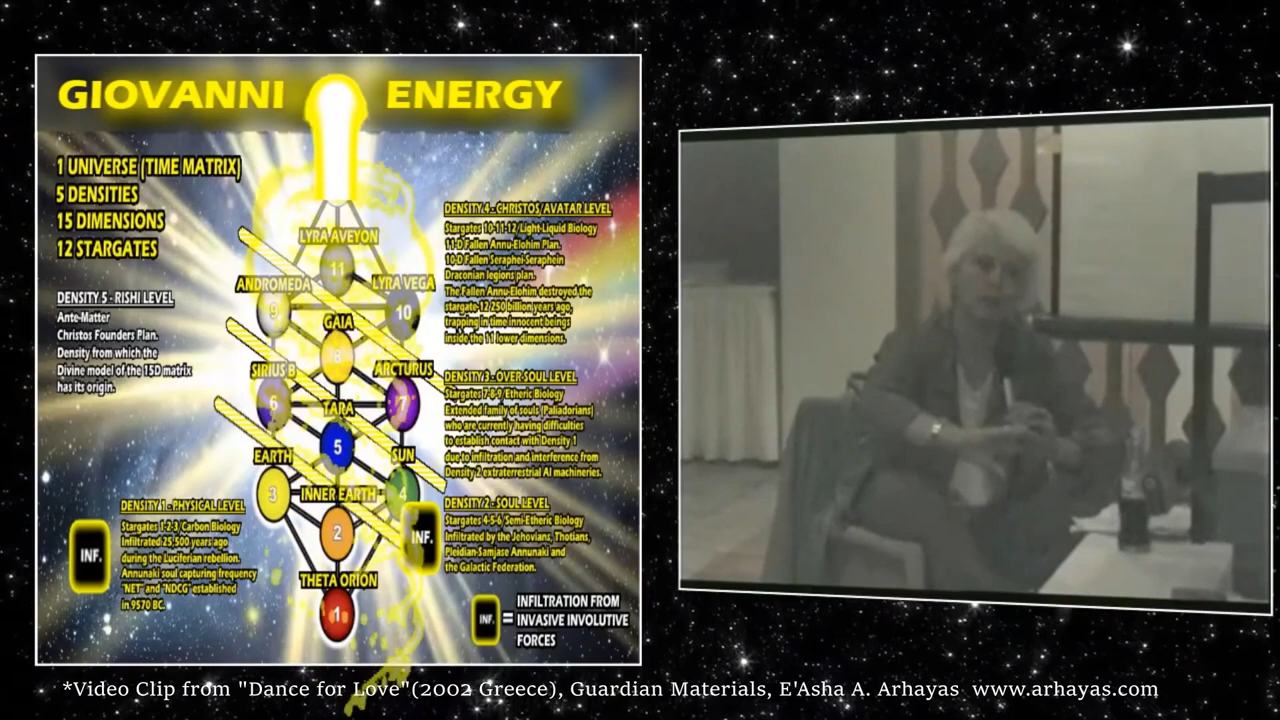 GIOVANNI ENERGY
1 UNIVERSE (TIME MATRIX)
5 DENSITIES
15 DIMENSIONS
12 STARGATES
DENSITY 5 - RISHI LEVEL
Ante-Matter
Christos Founders Plan.
Density from which the
Divine model of the 15D matrix
has its origin.
DENSITY 1 - PHYSICAL LEVEL
Stargates 1-2-3/Carbon Biology
Infiltrated 25,500 years ago
during the Luciferian rebellion.
Annunaki soul capturing frequency
"NET" and "NDCG" established
in 9570 BC.
INF.
LYRA AVEYON
11
ANDROMEDA
LYRA VEGA
9
10
GAIA
8
SIRIUS B
ARCTURUS
6
7
TARA
5
EARTH
SUN
3
INNER EARTH
4
2
INF.
THETA ORION
1
DENSITY 4 - CHRISTOS/AVATAR LEVEL
Stargates 10-11-12/Light-Liquid Biology
11-D Fallen Annu-Elohim Plan.
10-D Fallen Seraphei-Seraphein
Draconian legions plan.
The Fallen Annu-Elohim destroyed the
stargate-12 250 billion years ago,
trapping in time innocent beings
inside the 11 lower dimensions.
DENSITY 3 - OVER-SOUL LEVEL
Stargates 7-8-9/Etheric Biology
Extended family of souls (Paliadorians)
who are currently having difficulties
to establish contact with Density 1
due to infiltration and interference from
Density 2 extraterrestrial AI machineries.
DENSITY 2 - SOUL LEVEL
Stargates 4-5-6/Semi-Etheric Biology
Infiltrated by the Jehovians, Thotians,
Pleidian-Samjase Annunaki and
the Galactic Federation.
INF.
=
INFILTRATION FROM
INVASIVE INVOLUTIVE
FORCES
*Video Clip from "Dance for Love"(2002 Greece), Guardian Materials, E'Asha A. Arhayas www.arhayas.com